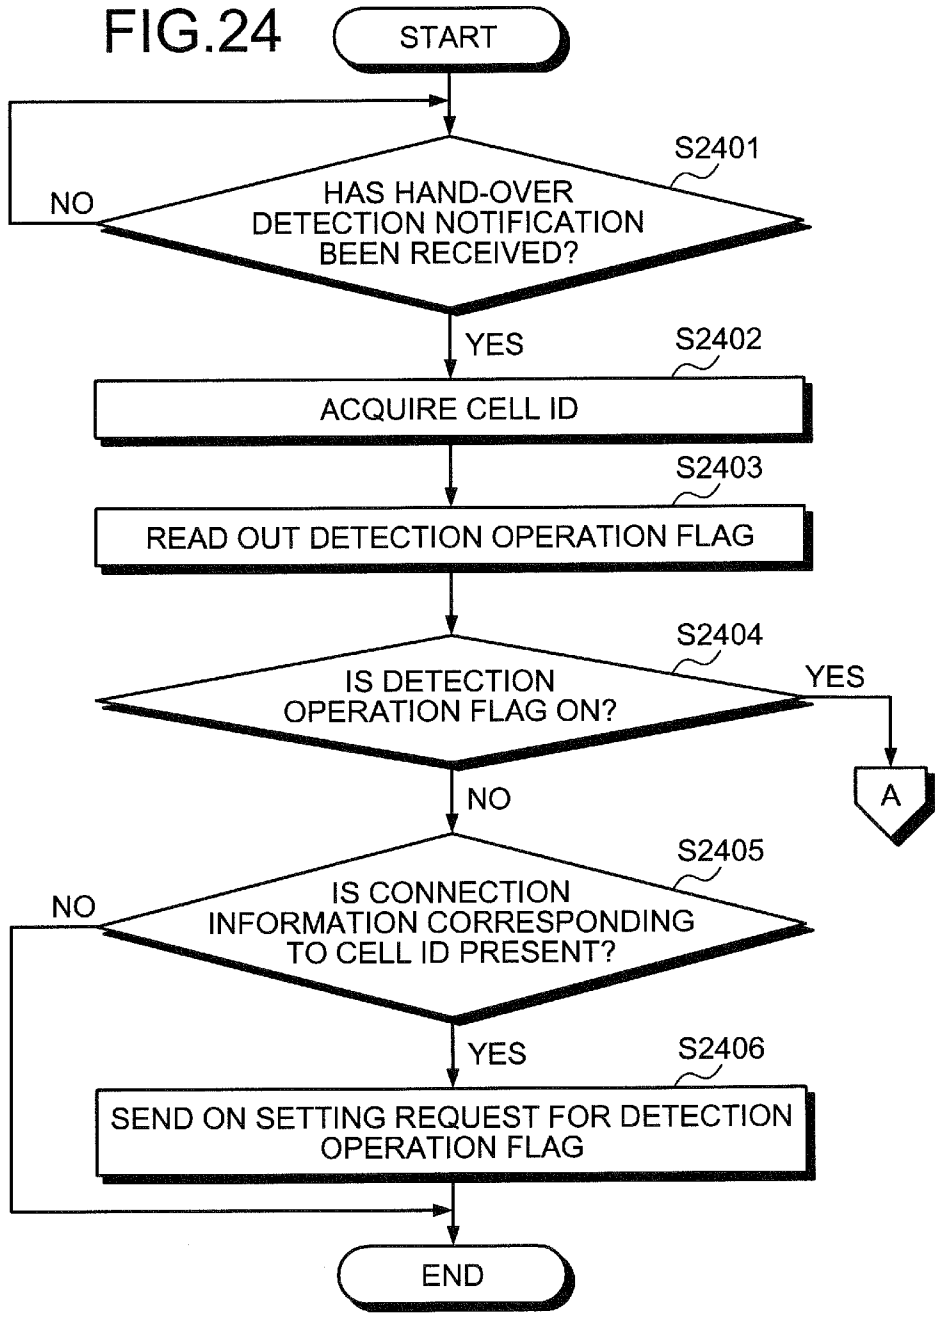 FIG.24
START
S2401
HAS HAND-OVER
DETECTION NOTIFICATION
BEEN RECEIVED?
NO
YES
S2402
ACQUIRE CELL ID
S2403
READ OUT DETECTION OPERATION FLAG
S2404
IS DETECTION
OPERATION FLAG ON?
YES
A
NO
S2405
IS CONNECTION
INFORMATION CORRESPONDING
TO CELL ID PRESENT?
NO
YES
S2406
SEND ON SETTING REQUEST FOR DETECTION
OPERATION FLAG
END